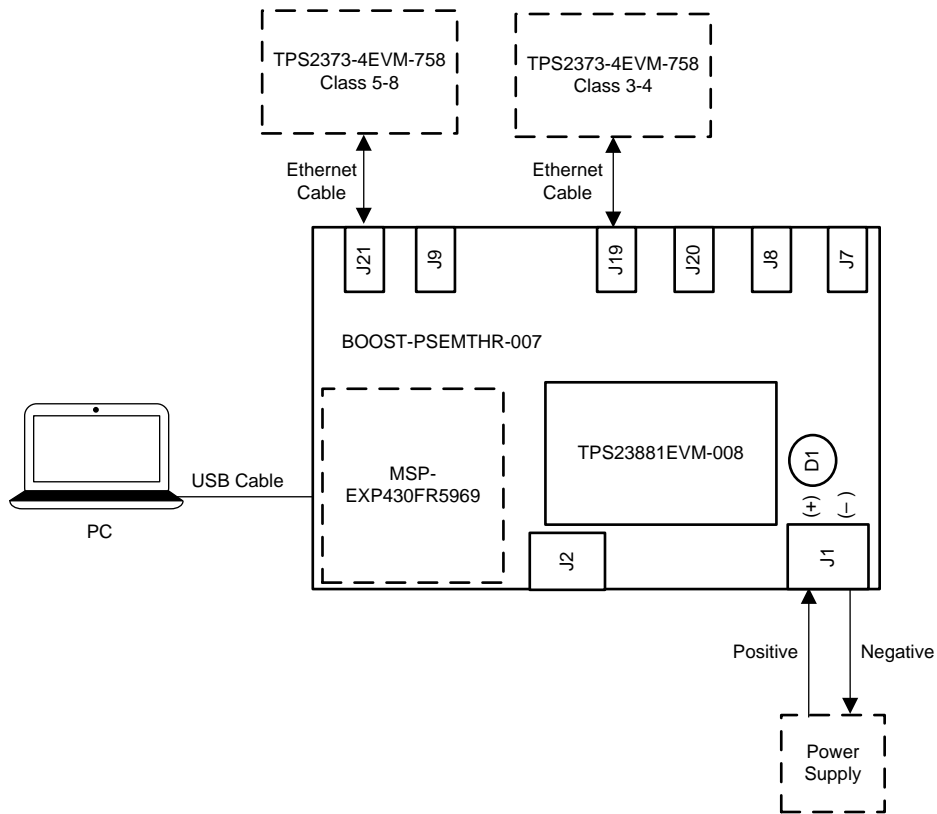 TPS2373-4EVM-758
Class 5-8
TPS2373-4EVM-758
Class 3-4
Ethernet
Cable
Ethernet
Cable
J21
J9
J19
J20
J8
J7
BOOST-PSEMTHR-007
MSP-
EXP430FR5969
TPS23881EVM-008
D1
(+)
(–)
USB Cable
PC
J2
J1
Positive
Negative
Power
Supply